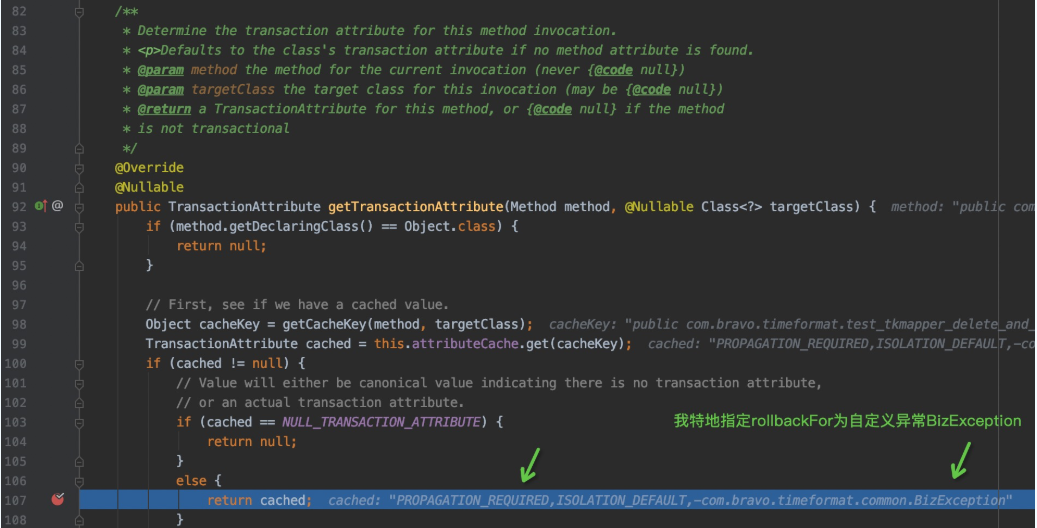 82 /**
83 * Determine the transaction attribute for this method invocation.
84 * <p>Defaults to the class's transaction attribute if no method attribute is found.
85 * @param method the method for the current invocation (never {@code null})
86 * @param targetClass the target class for this invocation (may be {@code null})
87 * @return a TransactionAttribute for this method, or {@code null} if the method
88 * is not transactional
89 */
90 @Override
91 @Nullable
92 @ public TransactionAttribute getTransactionAttribute(Method method, @Nullable Class<?> targetClass) { method: "public com
93 if (method.getDeclaringClass() == Object.class) {
94 return null;
95 }
96
97 // First, see if we have a cached value.
98 Object cacheKey = getCacheKey(method, targetClass); cacheKey: "public com.bravo.timeformat.test_tkmapper_delete_and_
99 TransactionAttribute cached = this.attributeCache.get(cacheKey); cached: "PROPAGATION_REQUIRED,ISOLATION_DEFAULT,-co
100 if (cached != null) {
101 // Value will either be canonical value indicating there is no transaction attribute,
102 // or an actual transaction attribute.
103 if (cached == NULL_TRANSACTION_ATTRIBUTE) {
我特地指定rollbackFor为自定义异常BizException
104 return null;
105 }
106 else {
107 return cached; cached: "PROPAGATION_REQUIRED,ISOLATION_DEFAULT,-com.bravo.timeformat.common.BizException"
108 }